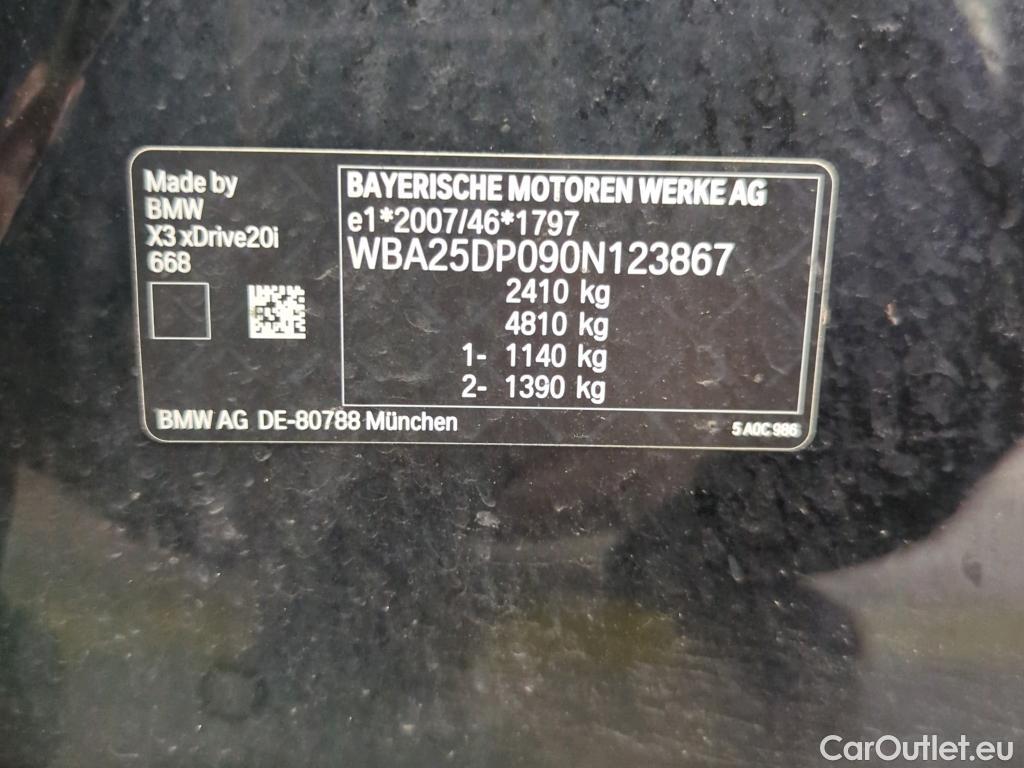 Made by
BMW
X3 xDrive20i
668
BAYERISCHE MOTOREN WERKE AG
e1*2007/46*1797
WBA25DP090N123867
2410 kg
4810 kg
1- 1140 kg
2- 1390 kg
BMW AG DE-80788 München
5 A0C 986
CarOutlet.eu